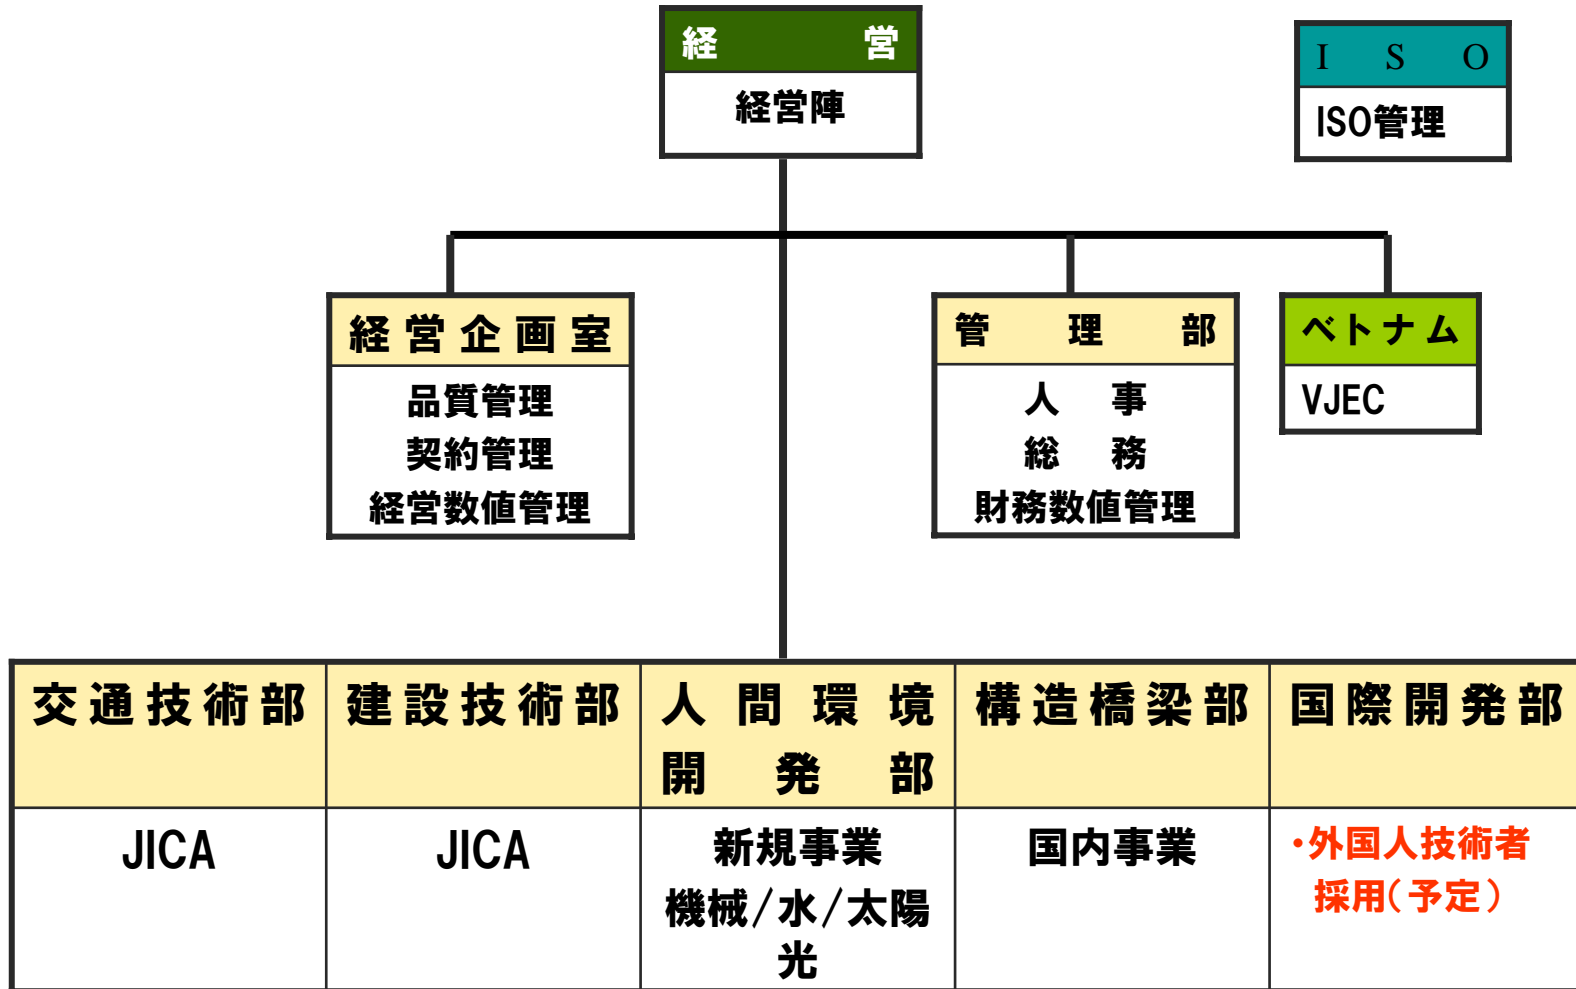 経営
経営陣
ISO
ISO管理
経営企画室
品質管理
契約管理
経営数値管理
管理部
人事
総務
財務数値管理
ベトナム
VJEC
交通技術部
JICA
建設技術部
JICA
人間環境
開発部
新規事業
機械/水/太陽
光
構造橋梁部
国内事業
国際開発部
・外国人技術者
採用(予定)